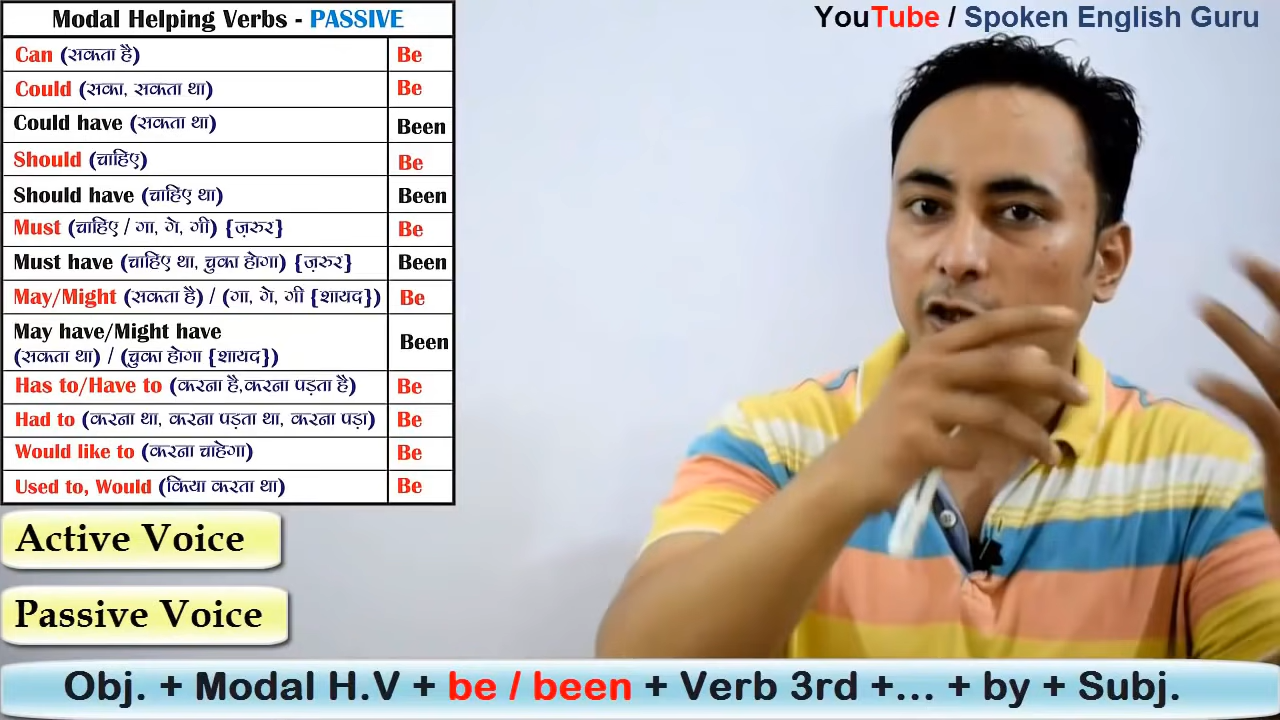 Modal Helping Verbs - PASSIVE
Can (सकता है) Be
Could (सका, सकता था) Be
Could have (सकता था) Been
Should (चाहिए) Be
Should have (चाहिए था) Been
Must (चाहिए / गा, गे, गी) {ज़रुर} Be
Must have (चाहिए था, चुका होगा) {ज़रुर} Been
May/Might (सकता है) / (गा, गे, गी {शायद}) Be
May have/Might have
(सकता था) / (चुका होगा {शायद}) Been
Has to/Have to (करना है,करना पड़ता है) Be
Had to (करना था, करना पड़ता था, करना पड़ा) Be
Would like to (करना चाहेगा) Be
Used to, Would (किया करता था) Be
YouTube / Spoken English Guru
Active Voice
Passive Voice
Obj. + Modal H.V + be / been + Verb 3rd +... + by + Subj.